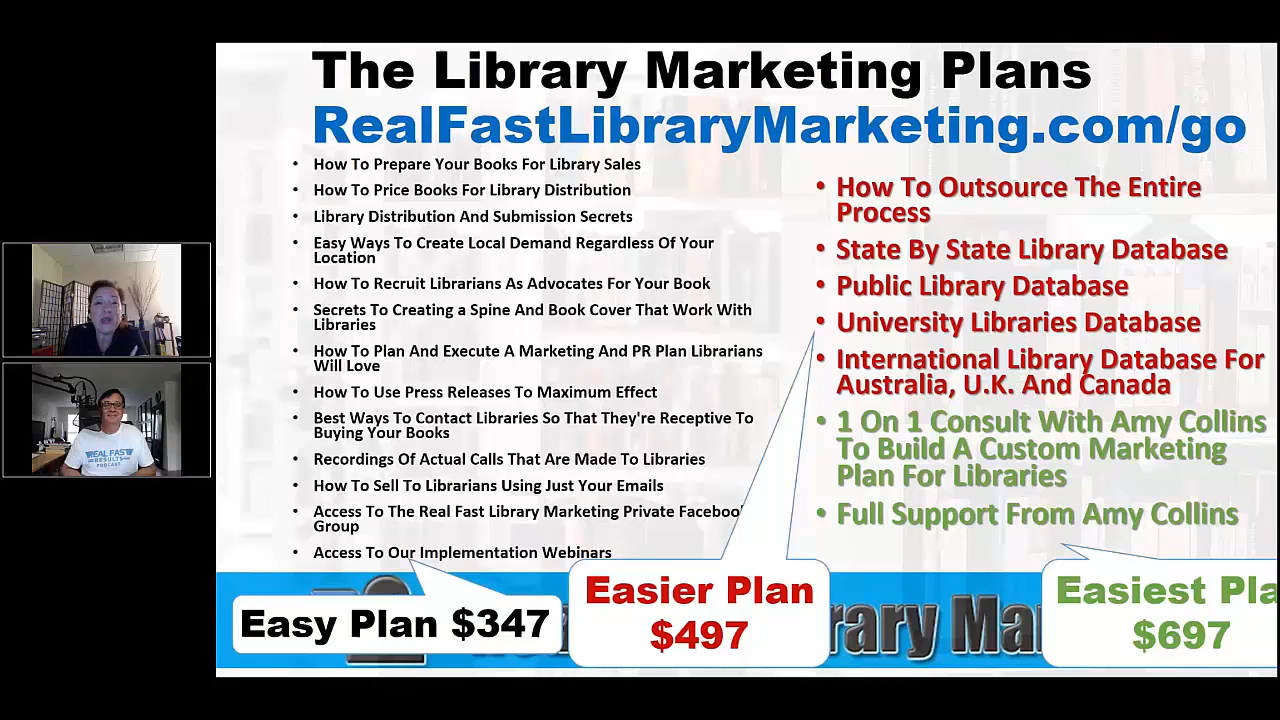 The Library Marketing Plans
RealFastLibraryMarketing.com/go
• How To Prepare Your Books For Library Sales
• How To Price Books For Library Distribution
• Library Distribution And Submission Secrets
• Easy Ways To Create Local Demand Regardless Of Your
Location
• How To Recruit Librarians As Advocates For Your Book
• Secrets To Creating a Spine And Book Cover That Work With
Libraries
• How To Plan And Execute A Marketing And PR Plan Librarians
Will Love
• How To Use Press Releases To Maximum Effect
• Best Ways To Contact Libraries So That They're Receptive To
Buying Your Books
• Recordings Of Actual Calls That Are Made To Libraries
• How To Sell To Librarians Using Just Your Emails
• Access To The Real Fast Library Marketing Private Faceboo
Group
• Access To Our Implementation Webinars
• How To Outsource The Entire
Process
• State By State Library Database
• Public Library Database
• University Libraries Database
• International Library Database For
Australia, U.K. And Canada
• 1 On 1 Consult With Amy Collins
To Build A Custom Marketing
Plan For Libraries
• Full Support From Amy Collins
Easy Plan $347
Easier Plan
$497
rary Mar
Easiest Pla
$697
REAL FAST
RESULTS
PODCAST